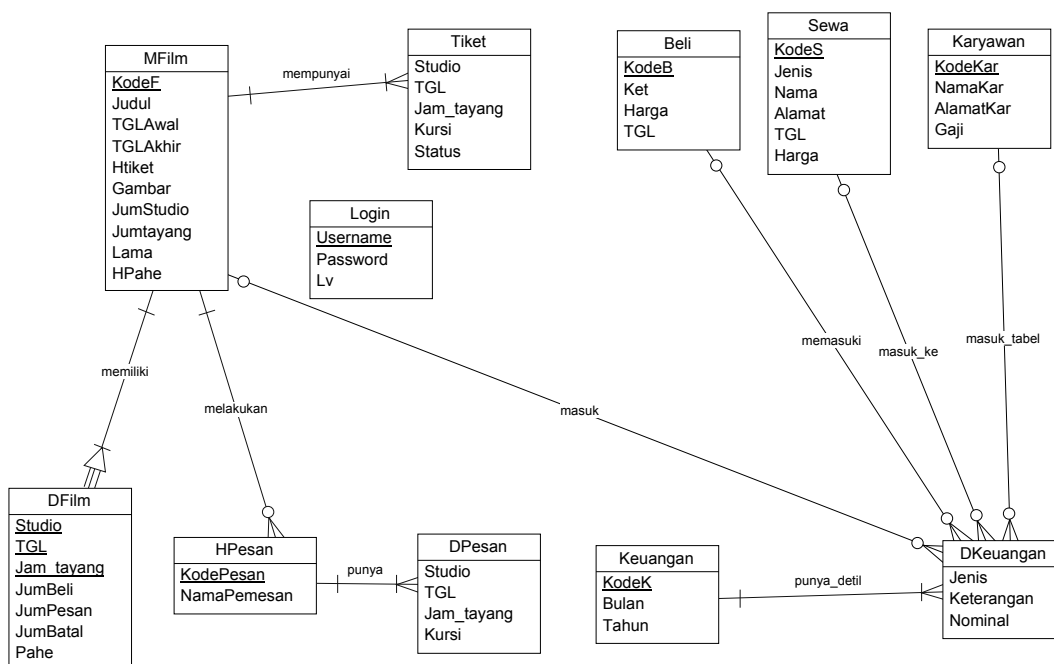 MFilm
KodeF
Judul
TGLAwal
TGLAkhir
Htiket
Gambar
JumStudio
Jumtayang
Lama
HPahe
mempunyai
Tiket
Studio
TGL
Jam_tayang
Kursi
Status
Login
Username
Password
Lv
Beli
KodeB
Ket
Harga
TGL
Sewa
KodeS
Jenis
Nama
Alamat
TGL
Harga
Karyawan
KodeKar
NamaKar
AlamatKar
Gaji
memiliki
melakukan
masuk
memasuki
masuk_ke
masuk_tabel
DFilm
Studio
TGL
Jam_tayang
JumBeli
JumPesan
JumBatal
Pahe
HPesan
KodePesan
NamaPemesan
punya
DPesan
Studio
TGL
Jam_tayang
Kursi
Keuangan
KodeK
Bulan
Tahun
punya_detil
DKeuangan
Jenis
Keterangan
Nominal